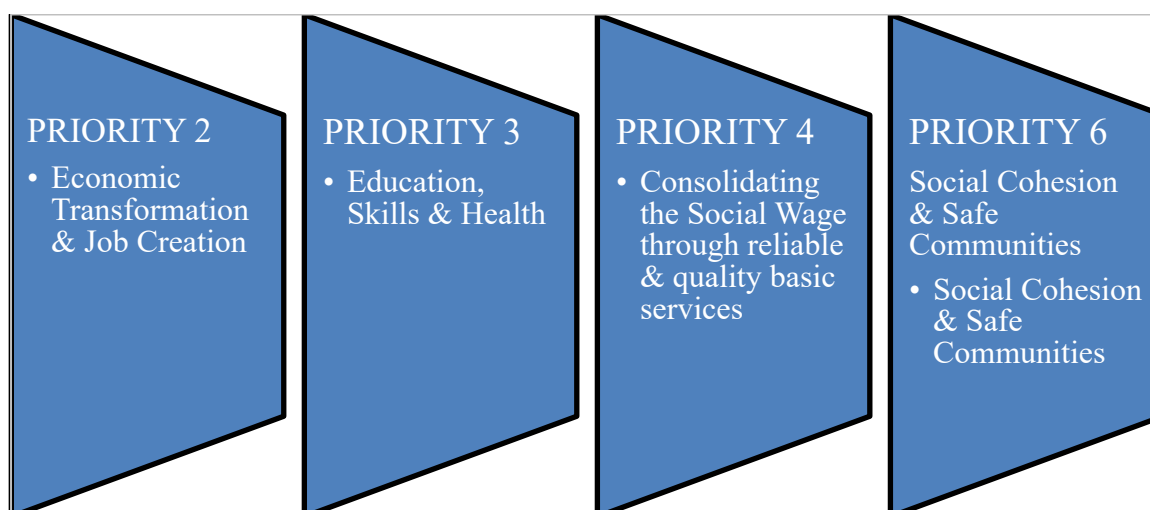 PRIORITY 2
• Economic
Transformation
& Job Creation
PRIORITY 3
• Education,
Skills & Health
PRIORITY 4
• Consolidating
the Social Wage
through reliable
& quality basic
services
PRIORITY 6
Social Cohesion
& Safe
Communities
• Social Cohesion
& Safe
Communities